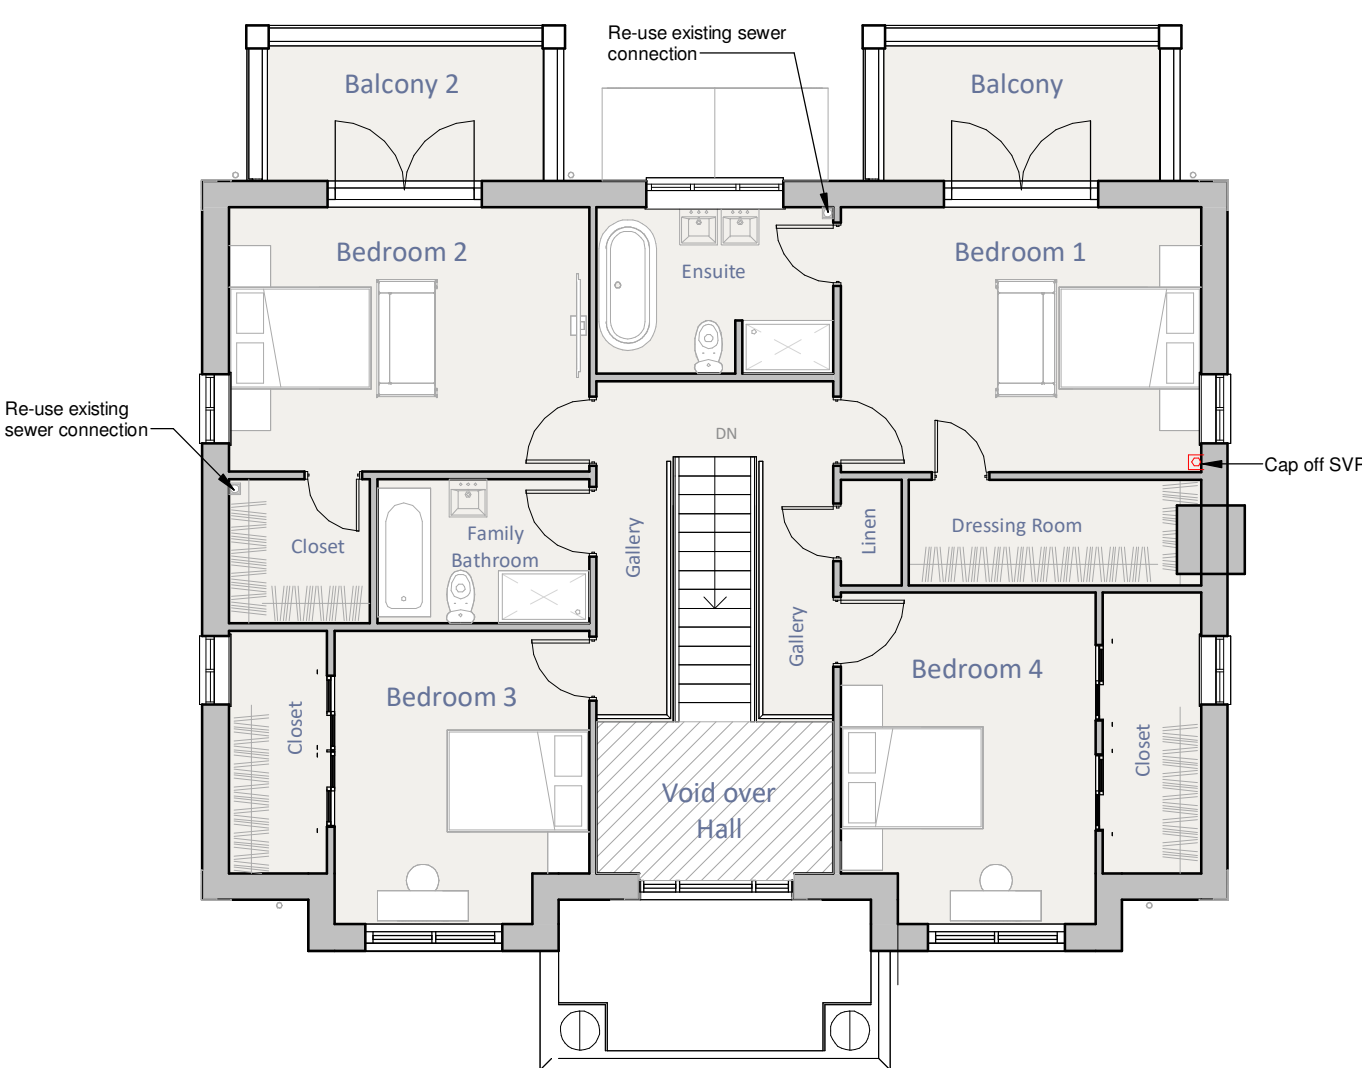 Re-use existing sewer
connection
Balcony 2
Balcony
Bedroom 2
Ensuite
Bedroom 1
Re-use existing
sewer connection
DN
Cap off SVP
Closet
Family
Bathroom
Gallery
Linen
Dressing Room
Gallery
Bedroom 3
Bedroom 4
Closet
Closet
Void over
Hall